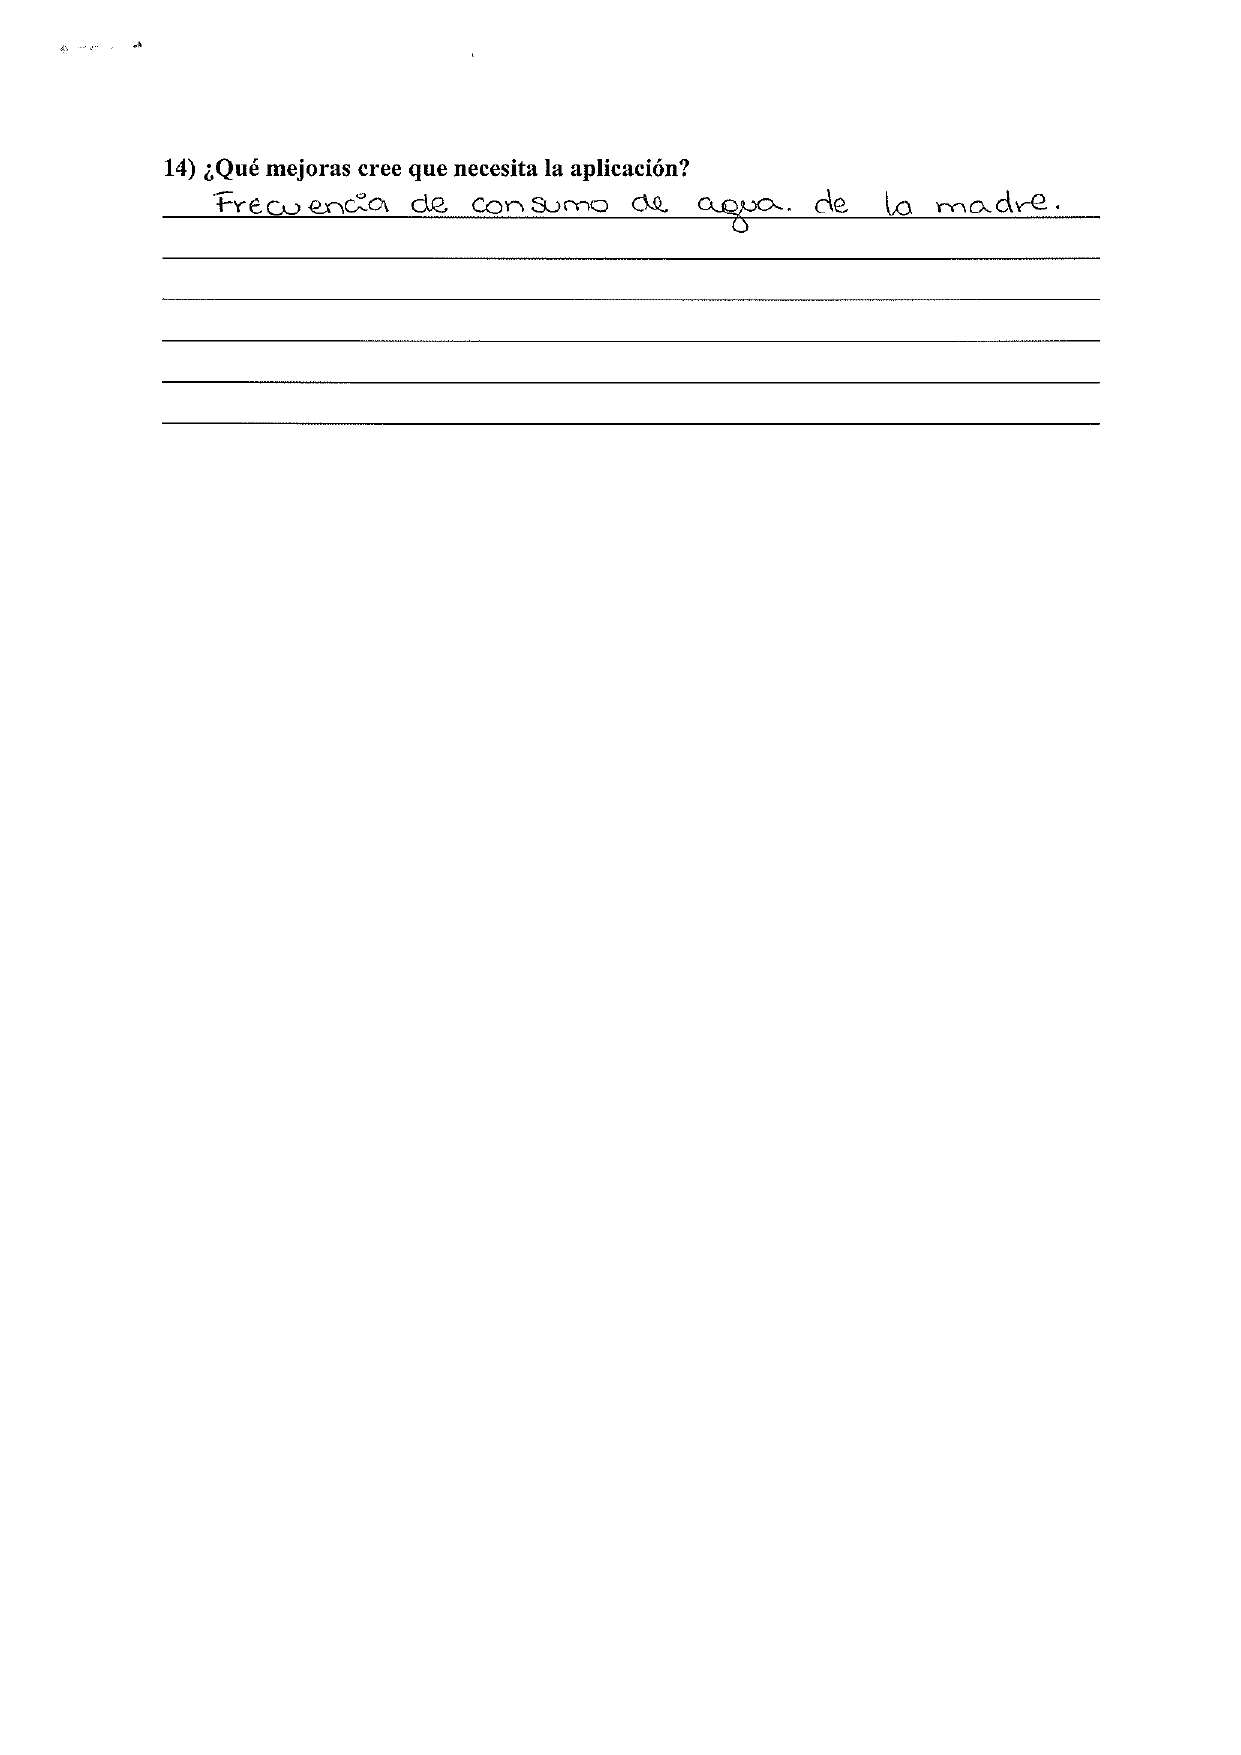 14) ¿Qué mejoras cree que necesita la aplicación?
Frecuencia de consumo de agua. de la madre.